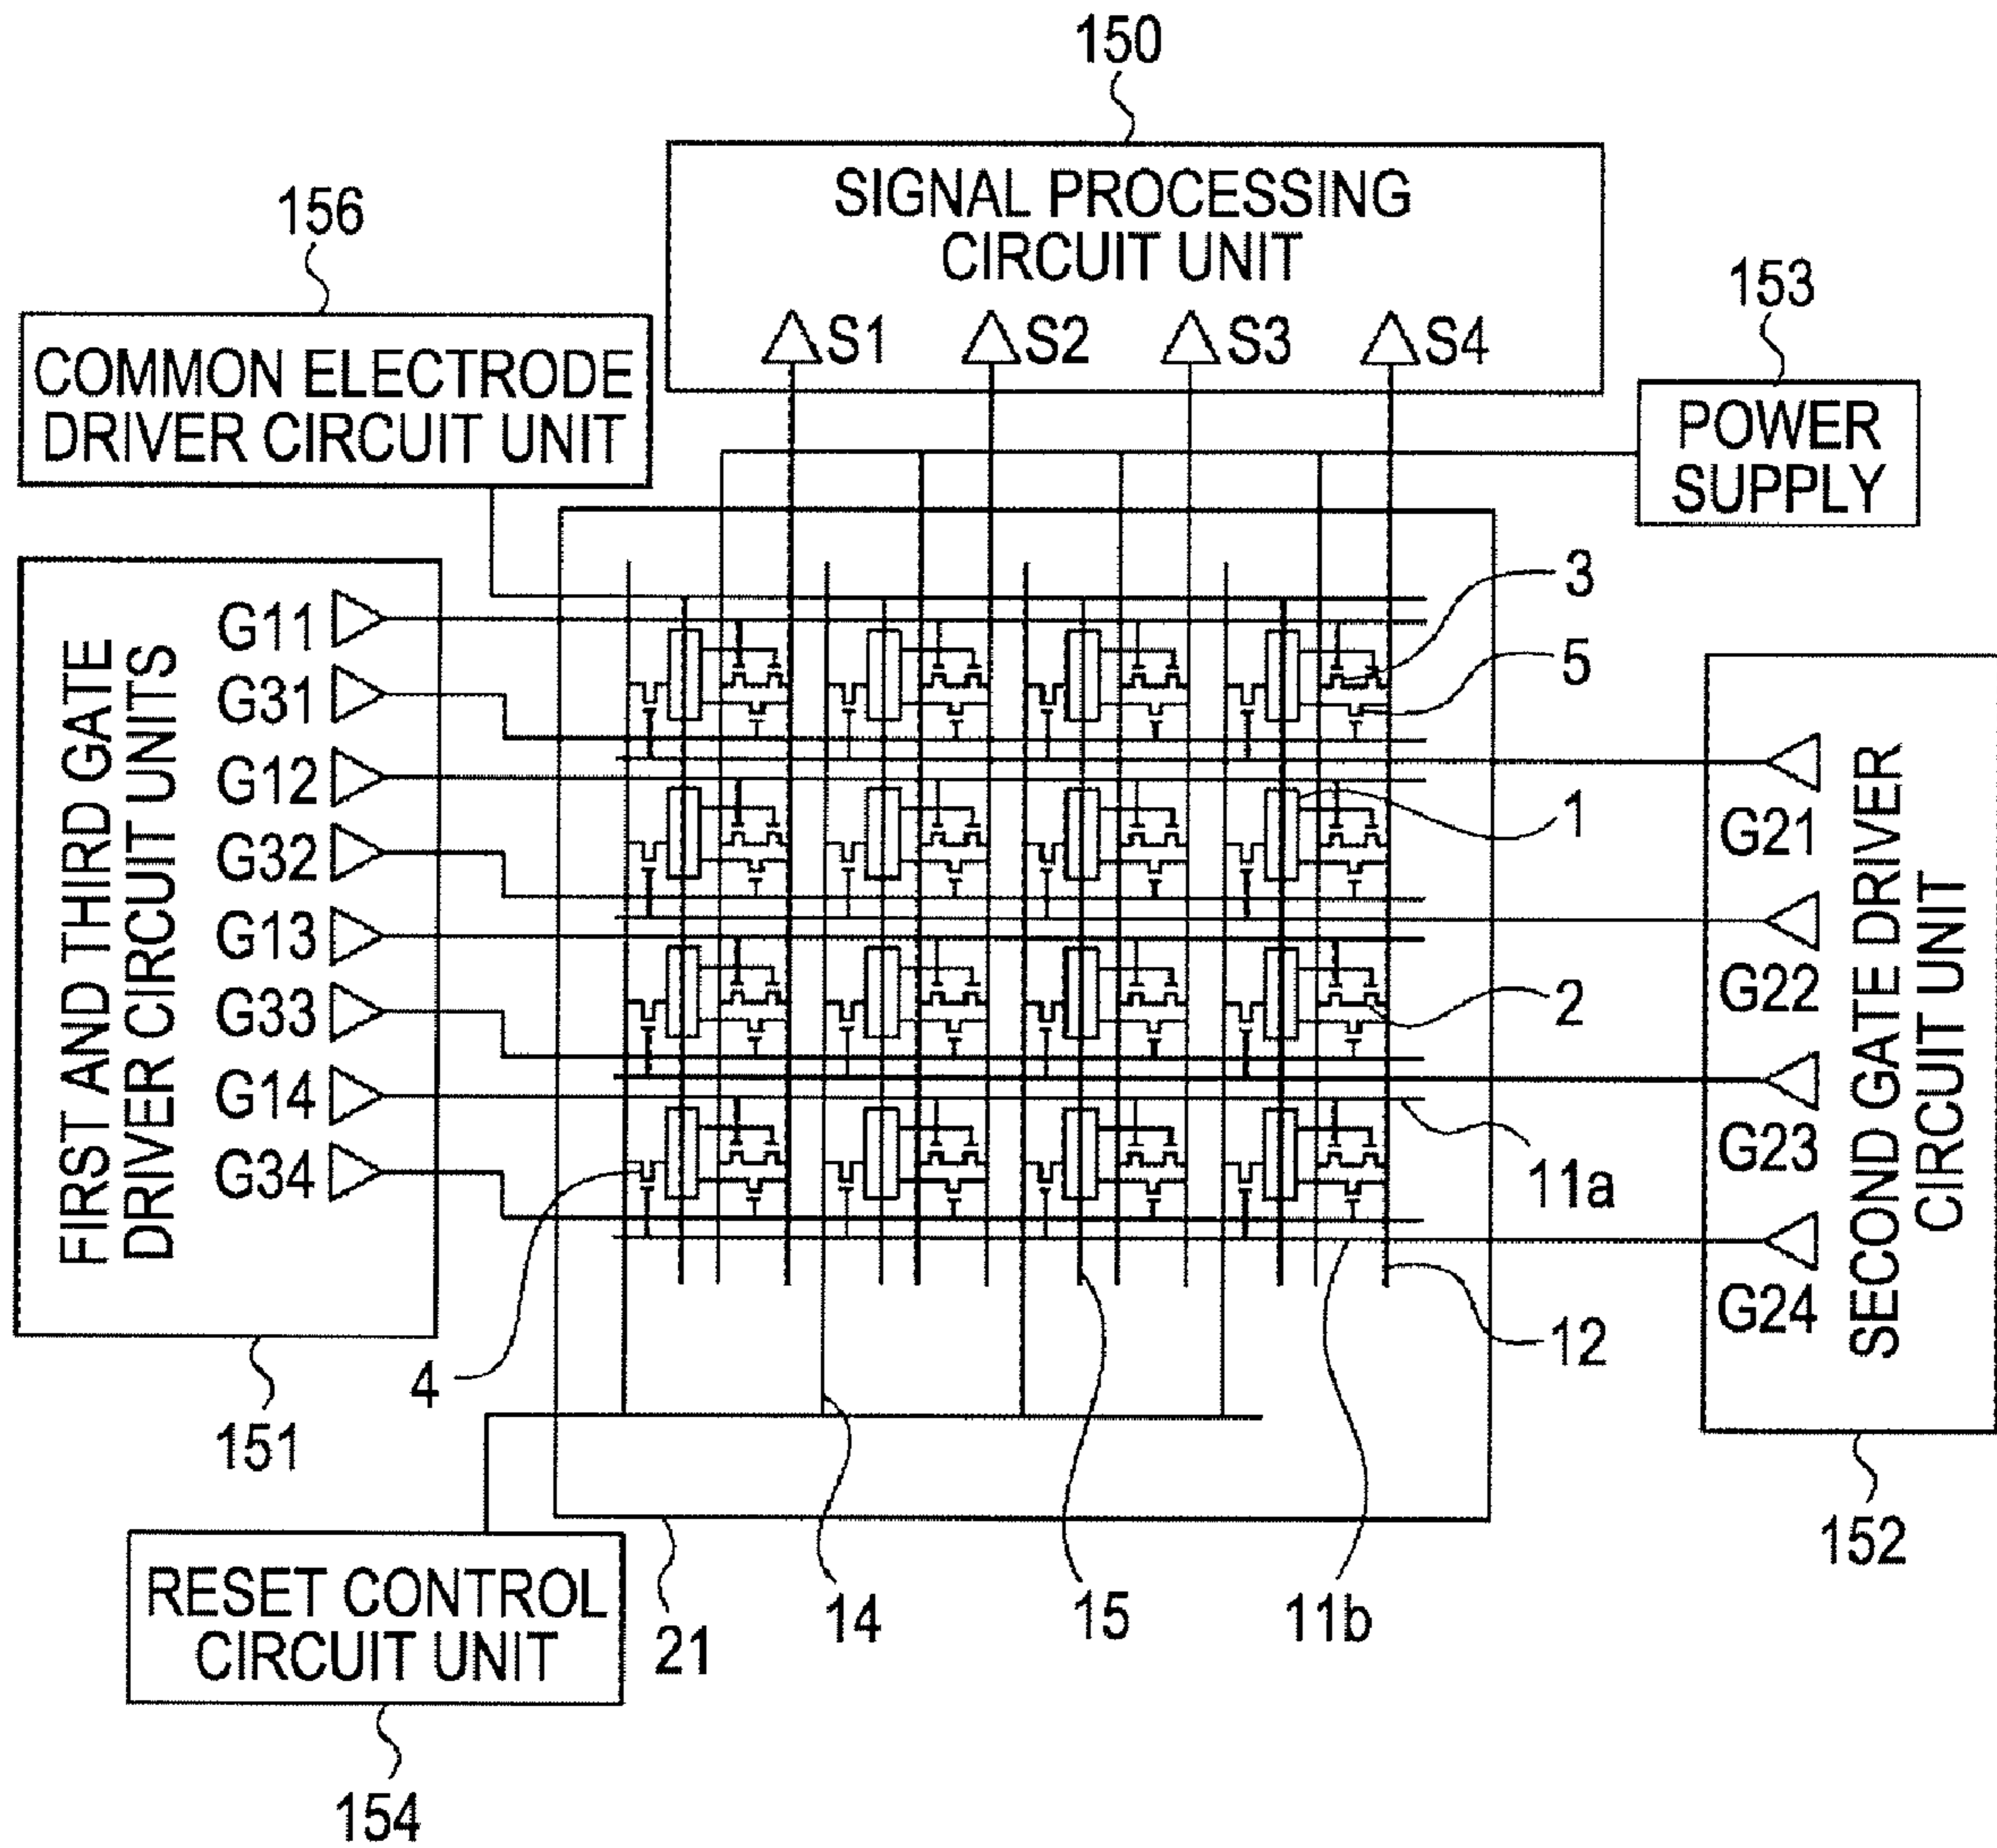 150
SIGNAL PROCESSING
CIRCUIT UNIT
S1
S2
S3
S4
156
COMMON ELECTRODE
DRIVER CIRCUIT UNIT
153
POWER
SUPPLY
FIRST AND THIRD GATE
DRIVER CIRCUIT UNITS
G11
G31
G12
G32
G13
G33
G14
G34
151
3
5
1
2
11a
12
4
SECOND GATE DRIVER
CIRCUIT UNIT
G21
G22
G23
G24
152
RESET CONTROL
CIRCUIT UNIT
154
21
14
15
11b